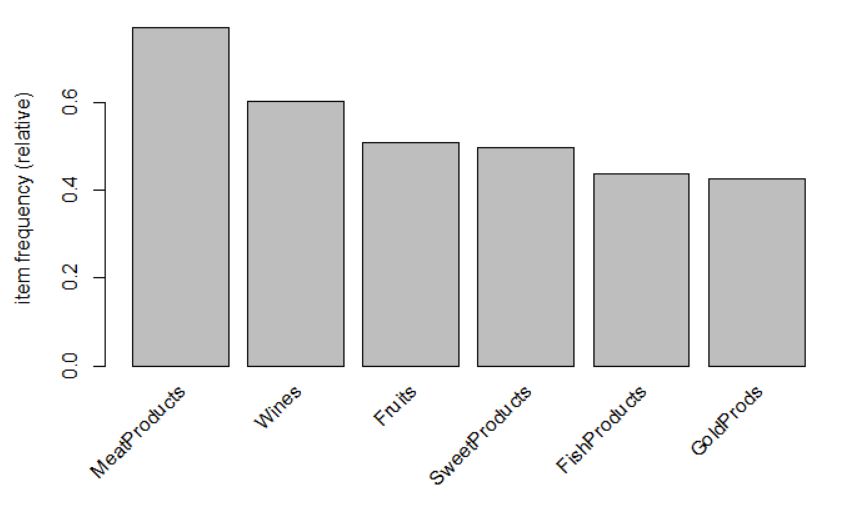 item frequency (relative)
0.6
0.4
0.2
0.0
MeatProducts
Wines
Fruits
SweetProducts
FishProducts
GoldProds